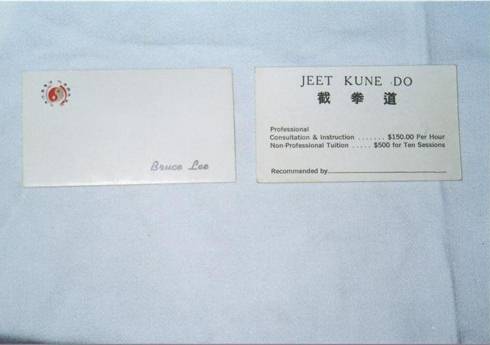 Bruce Lee
JEET KUNE DO
截拳道
Professional
Consultation & Instruction ....... $150.00 Per Hour
Non-Professional Tuition ..... $500 for Ten Sessions
Recommended by